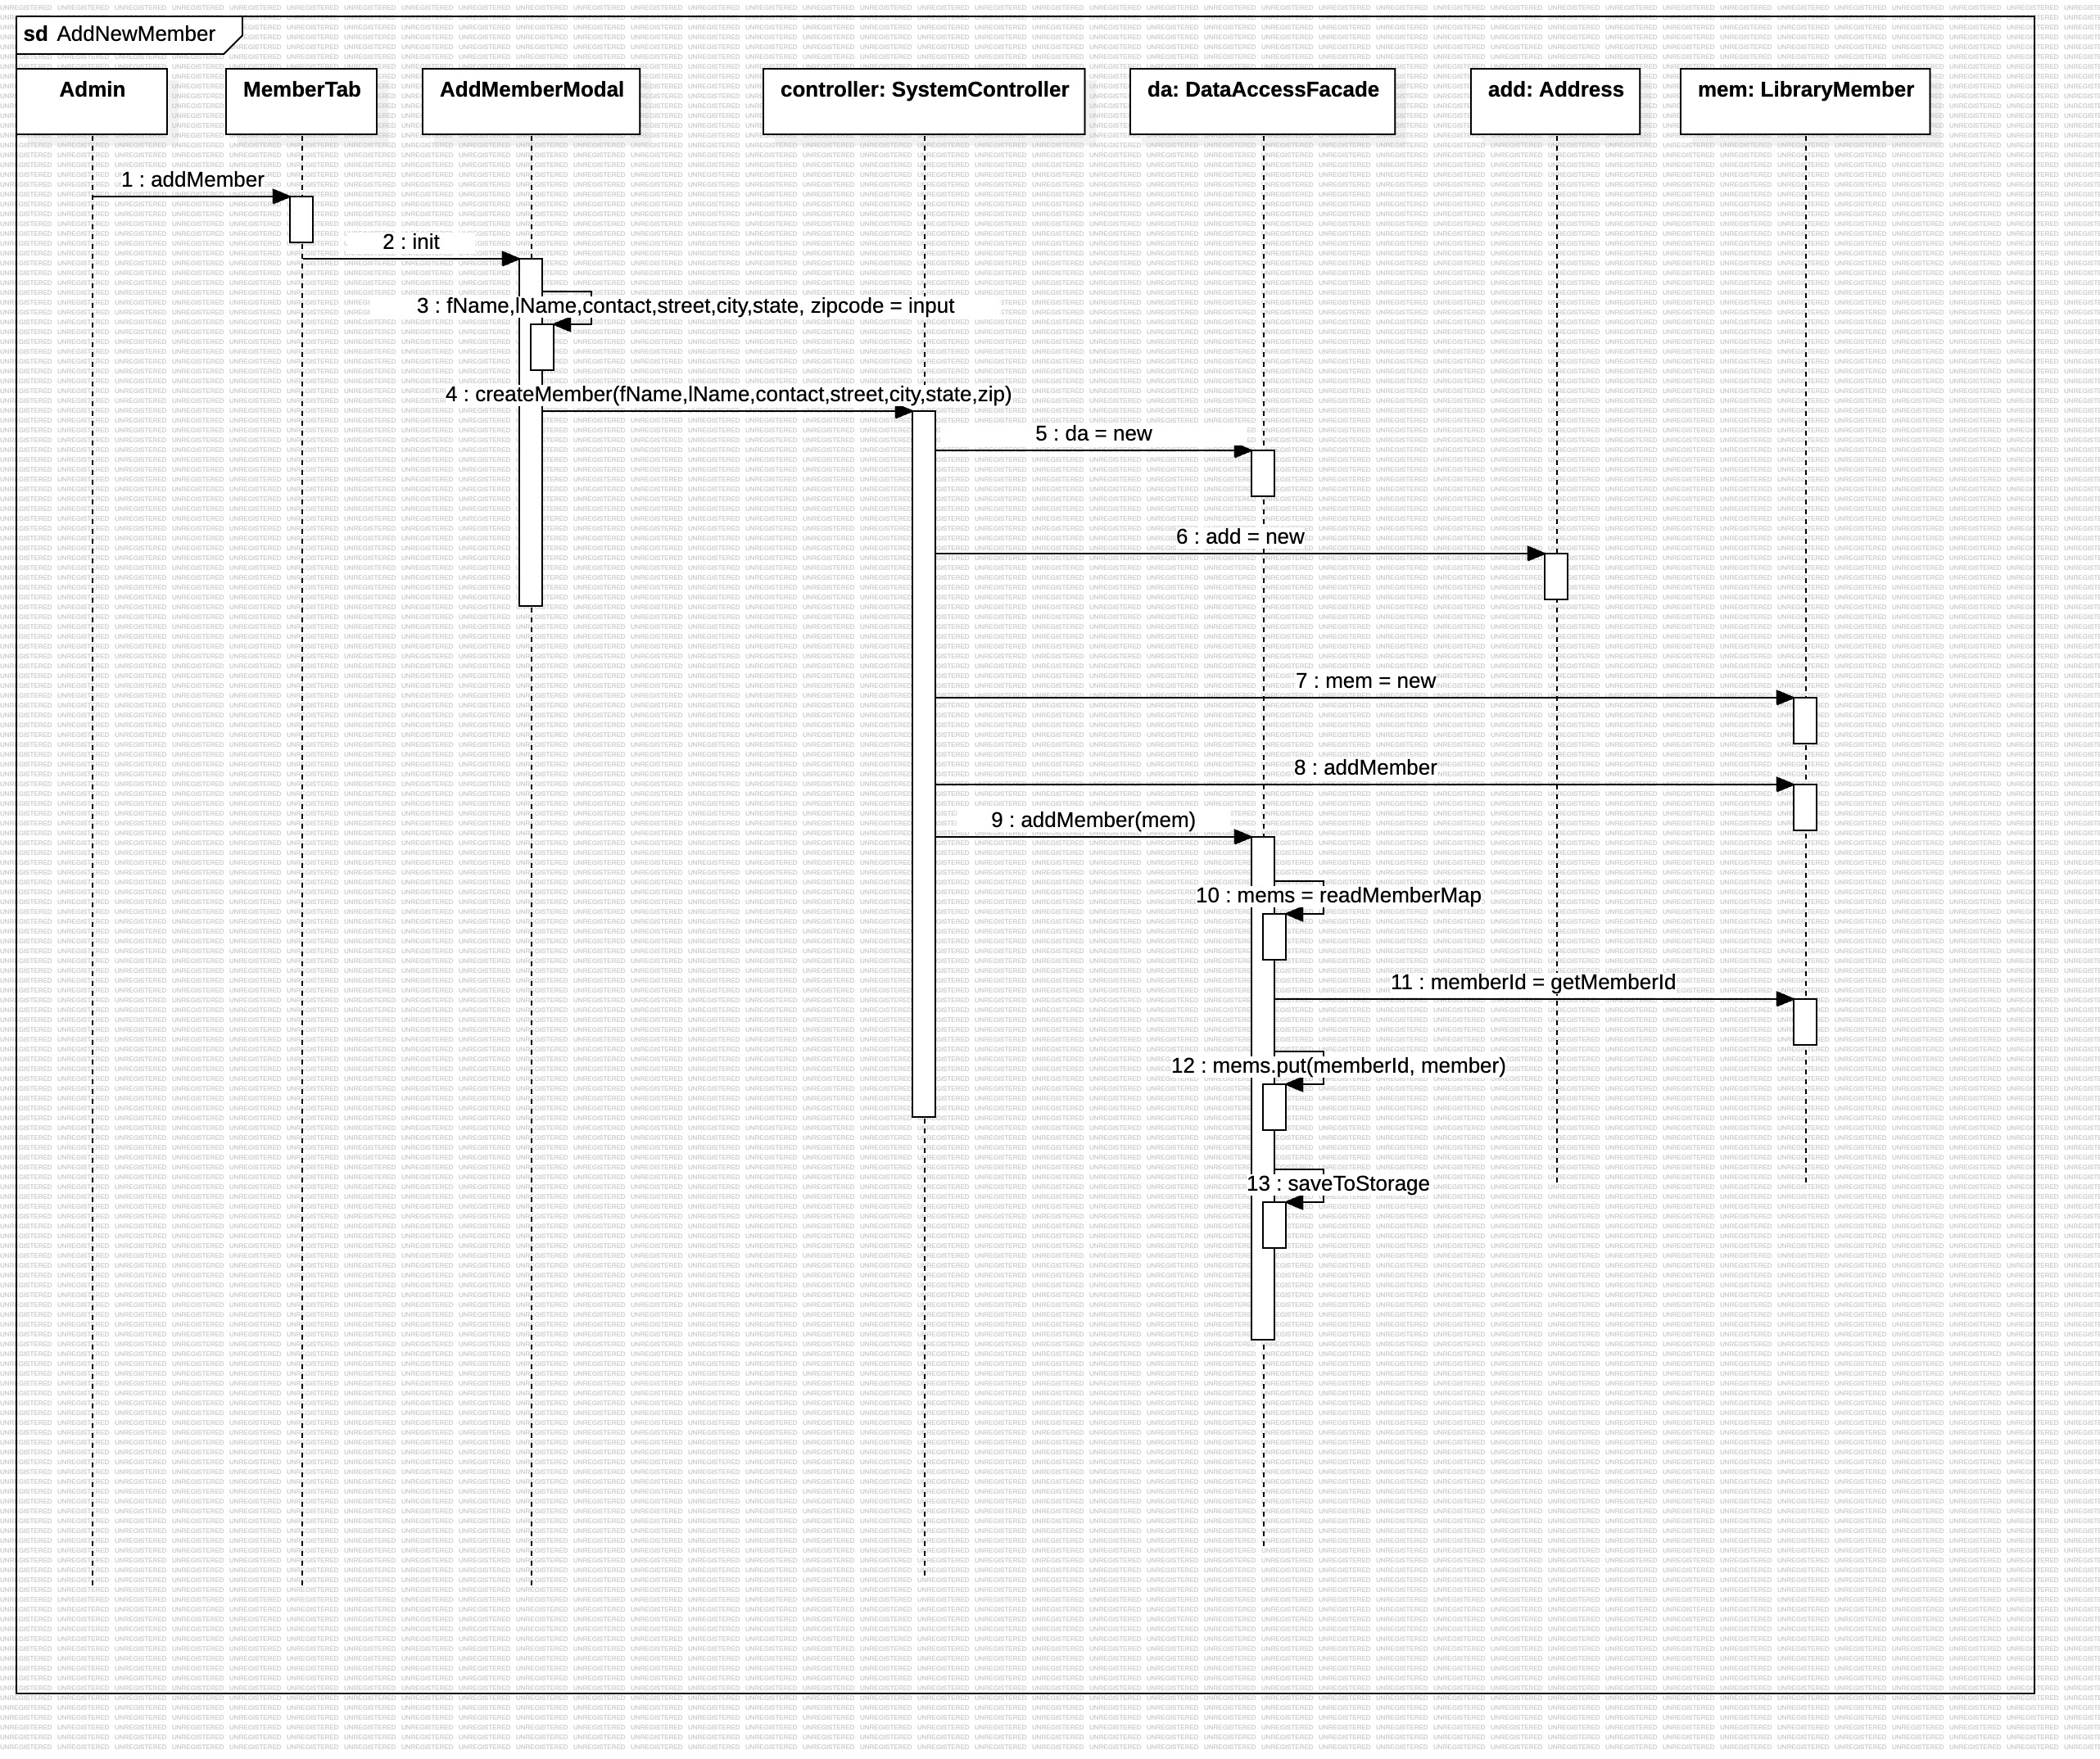 sd AddNewMember
Admin
MemberTab
AddMemberModal
controller: SystemController
da: DataAccessFacade
add: Address
mem: LibraryMember
1 : addMember
2 : init
3 : fName,lName,contact,street,city,state, zipcode = input
4 : createMember(fName,lName,contact,street,city,state,zip)
5 : da = new
6 : add = new
7 : mem = new
8 : addMember
9 : addMember(mem)
10 : mems = readMemberMap
11 : memberId = getMemberId
12 : mems.put(memberId, member)
13 : saveToStorage
UNREGISTERED